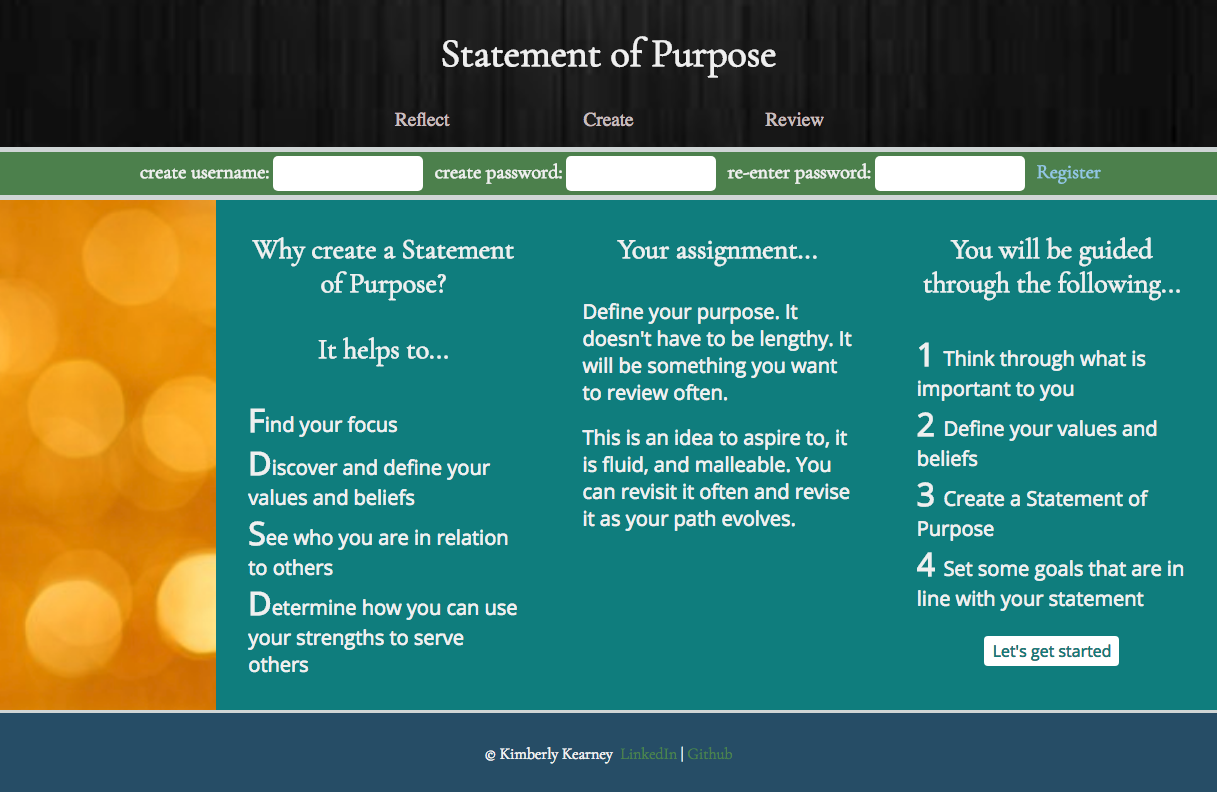 Statement of Purpose
Reflect Create Review
create username: create password: re-enter password: Register
Why create a Statement
of Purpose?
It helps to...
Find your focus
Discover and define your
values and beliefs
See who you are in relation
to others
Determine how you can use
your strengths to serve
others
Your assignment...
Define your purpose. It
doesn't have to be lengthy. It
will be something you want
to review often.
This is an idea to aspire to, it
is fluid, and malleable. You
can revisit it often and revise
it as your path evolves.
You will be guided
through the following...
1 Think through what is
important to you
2 Define your values and
beliefs
3 Create a Statement of
Purpose
4 Set some goals that are in
line with your statement
Let's get started
© Kimberly Kearney LinkedIn | Github